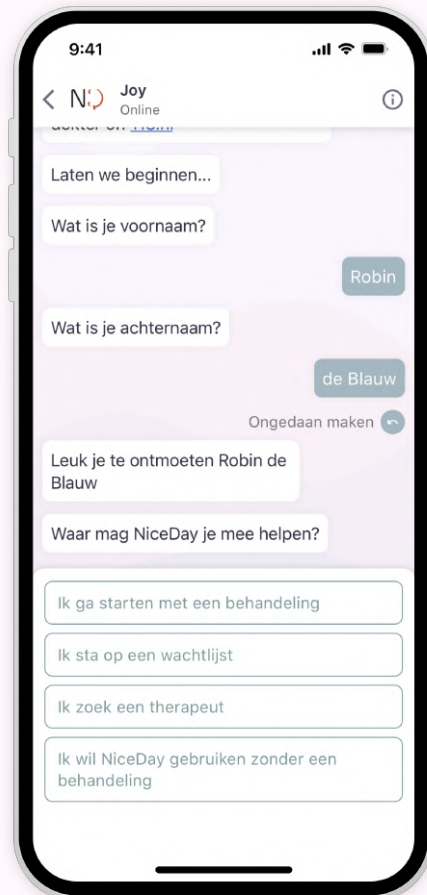 9:41
Joy
Online
Laten we beginnen...
Wat is je voornaam?
Robin
Wat is je achternaam?
de Blauw
Ongedaan maken
Leuk je te ontmoeten Robin de
Blauw
Waar mag NiceDay je mee helpen?
Ik ga starten met een behandeling
Ik sta op een wachtlijst
Ik zoek een therapeut
Ik wil NiceDay gebruiken zonder een
behandeling